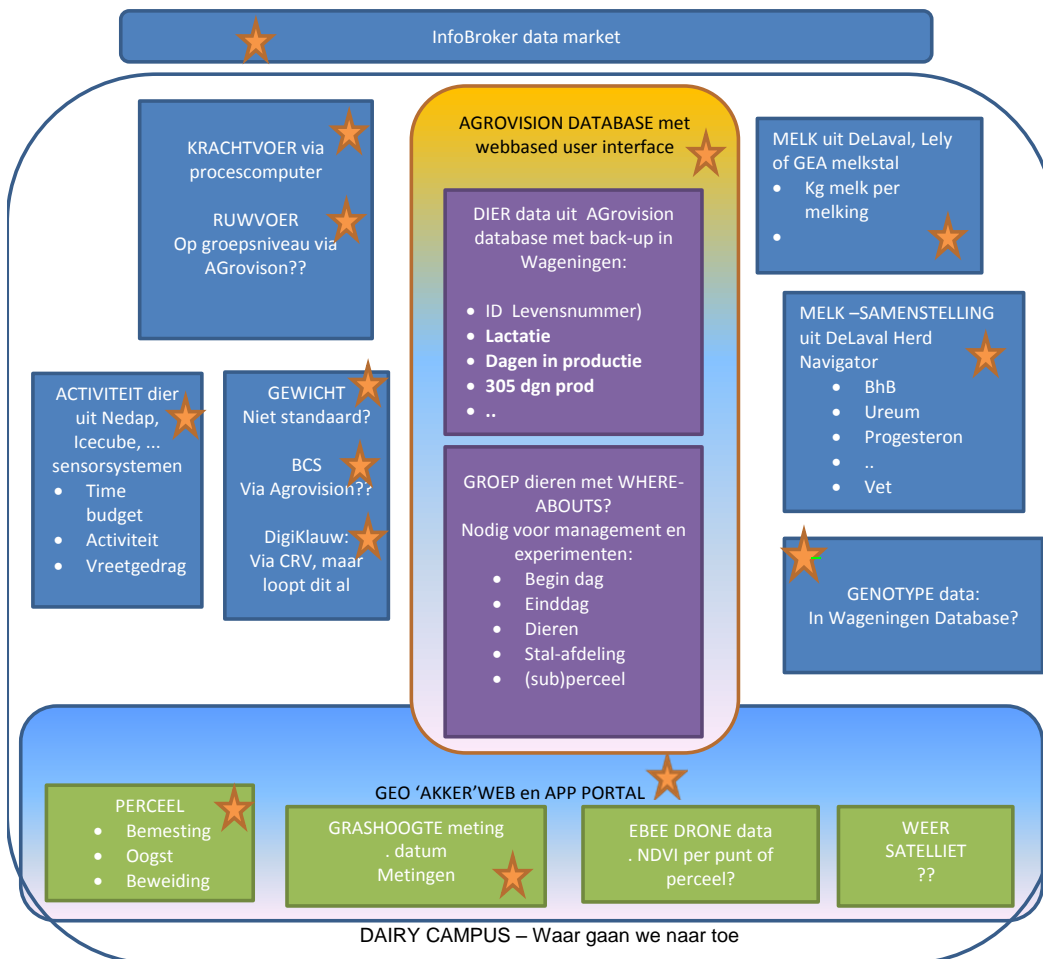 InfoBroker data market
KRACHTVOER via
procescomputer
RUWVOER
Op groepsniveau via
AGrovison??
AGROVISION DATABASE met
webbased user interface
DIER data uit AGrovision
database met back-up in
Wageningen:
• ID Levensnummer)
• Lactatie
• Dagen in productie
• 305 dgn prod
• ..
GROEP dieren met WHERE-
ABOUTS?
Nodig voor management en
experimenten:
• Begin dag
• Einddag
• Dieren
• Stal-afdeling
• (sub)perceel
MELK uit DeLaval, Lely
of GEA melkstal
• Kg melk per
melking
•
MELK –SAMENSTELLING
uit DeLaval Herd
Navigator
• BhB
• Ureum
• Progesteron
• ..
• Vet
GENOTYPE data:
In Wageningen Database?
ACTIVITEIT dier
uit Nedap,
Icecube, ...
sensorsystemen
• Time
budget
• Activiteit
• Vreetgedrag
GEWICHT
Niet standaard?
BCS
Via Agrovision??
DigiKlauw:
Via CRV, maar
loopt dit al
GEO 'AKKER'WEB en APP PORTAL
PERCEEL
• Bemesting
• Oogst
• Beweiding
GRASHOOGTE meting
. datum
Metingen
EBEE DRONE data
. NDVI per punt of
perceel?
WEER
SATELLIET
??
DAIRY CAMPUS – Waar gaan we naar toe